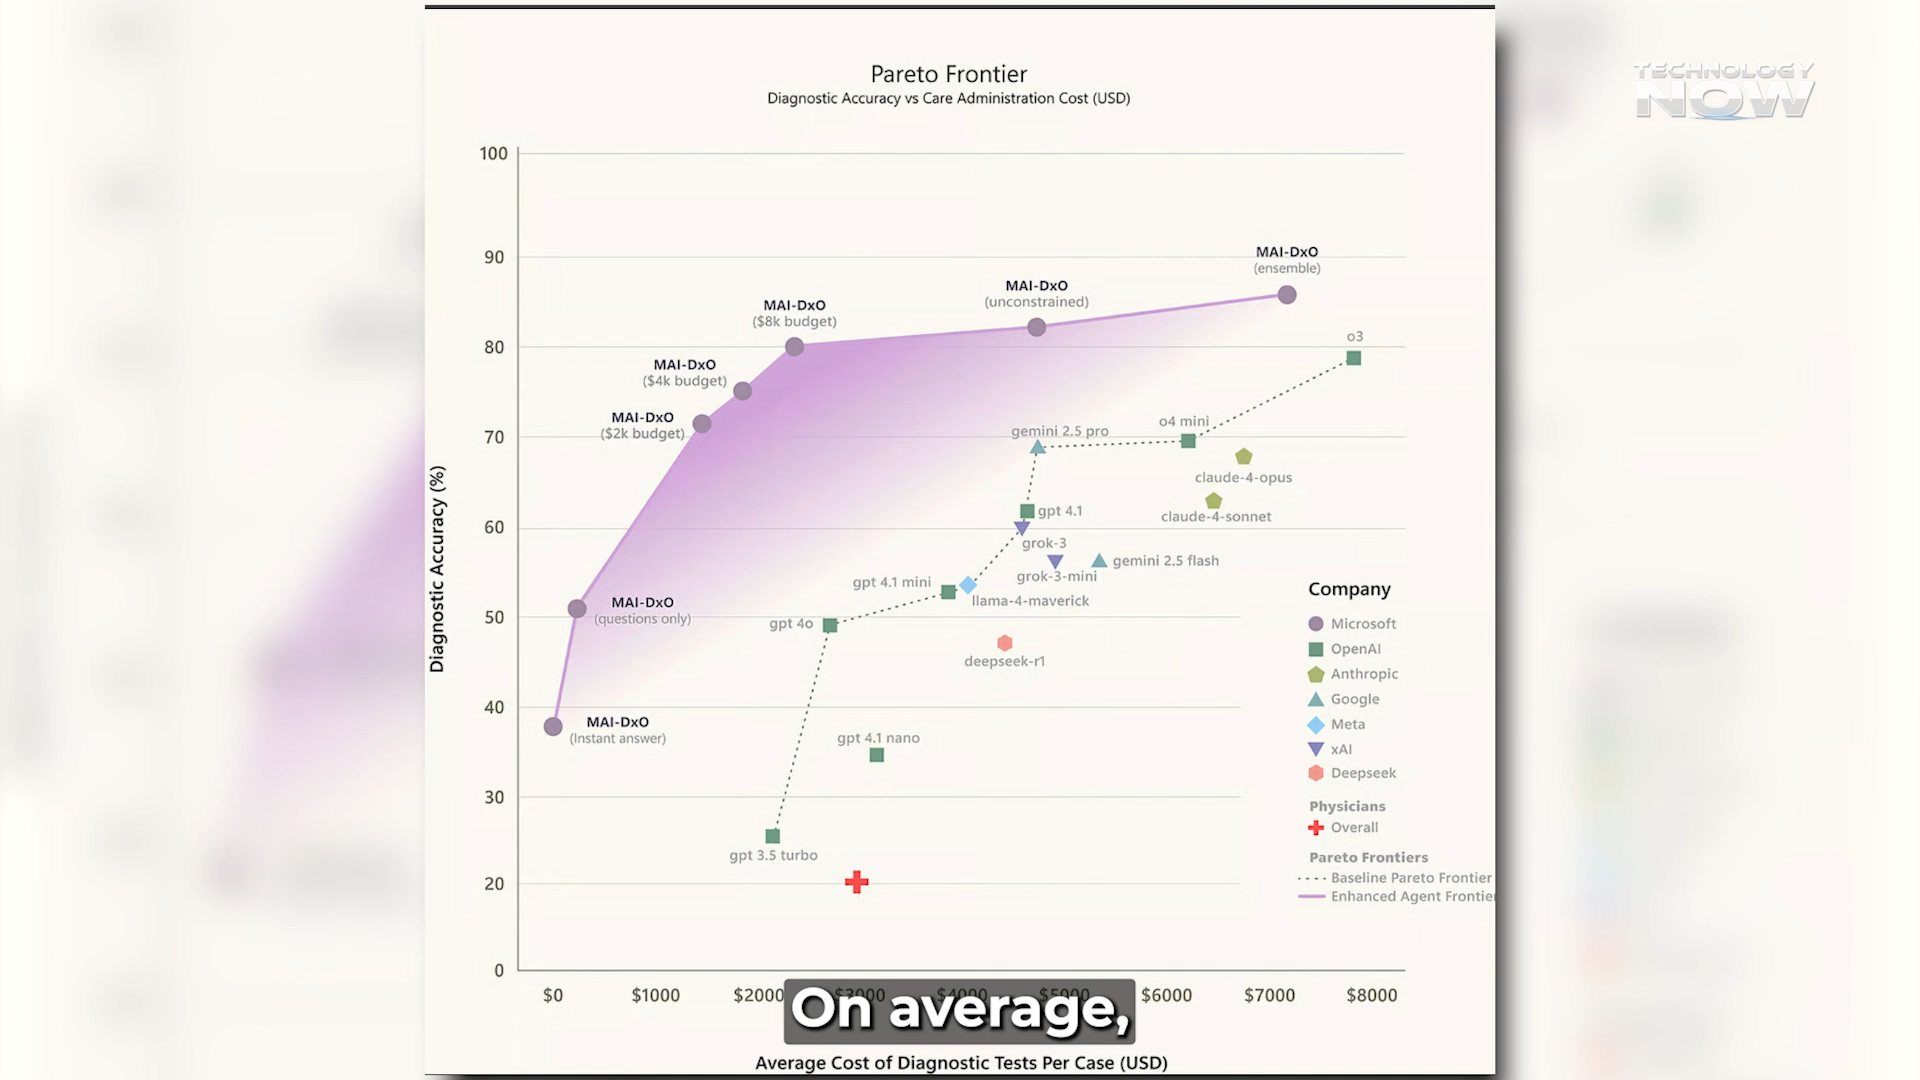 TECHNOLOGY
NOW
Pareto Frontier
Diagnostic Accuracy vs Care Administration Cost (USD)
100
90
80
70
60
50
40
30
20
0
Diagnostic Accuracy (%)
MAI-DxO
(ensemble)
MAI-DxO
(unconstrained)
MAI-DxO
($8k budget)
o3
MAI-DxO
($4k budget)
MAI-DxO
($2k budget)
gemini 2.5 pro
o4 mini
claude-4-opus
gpt 4.1
claude-4-sonnet
grok-3
gemini 2.5 flash
grok-3-mini
gpt 4.1 mini
llama-4-maverick
MAI-DxO
(questions only)
gpt 4o
deepseek-r1
MAI-DxO
(Instant answer)
gpt 4.1 nano
gpt 3.5 turbo
Company
Microsoft
OpenAI
Anthropic
Google
Meta
xAI
Deepseek
Physicians
Overall
Pareto Frontiers
Baseline Pareto Frontier
Enhanced Agent Frontier
$0 $1000 $2000 $3000 $4000 $5000 $6000 $7000 $8000
On average,
Average Cost of Diagnostic Tests Per Case (USD)